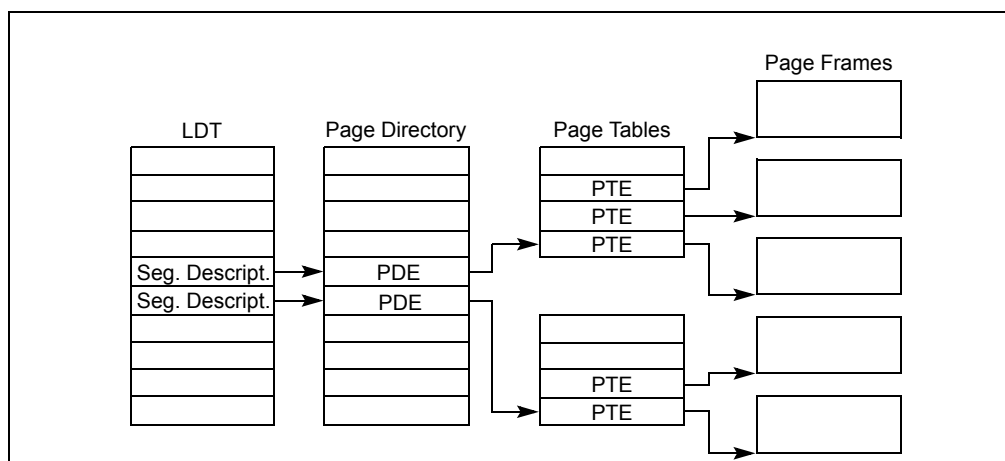 Page Frames
LDT
Page Directory
Page Tables
PTE
PTE
PTE
Seg. Descript.
PDE
Seg. Descript.
PDE
PTE
PTE